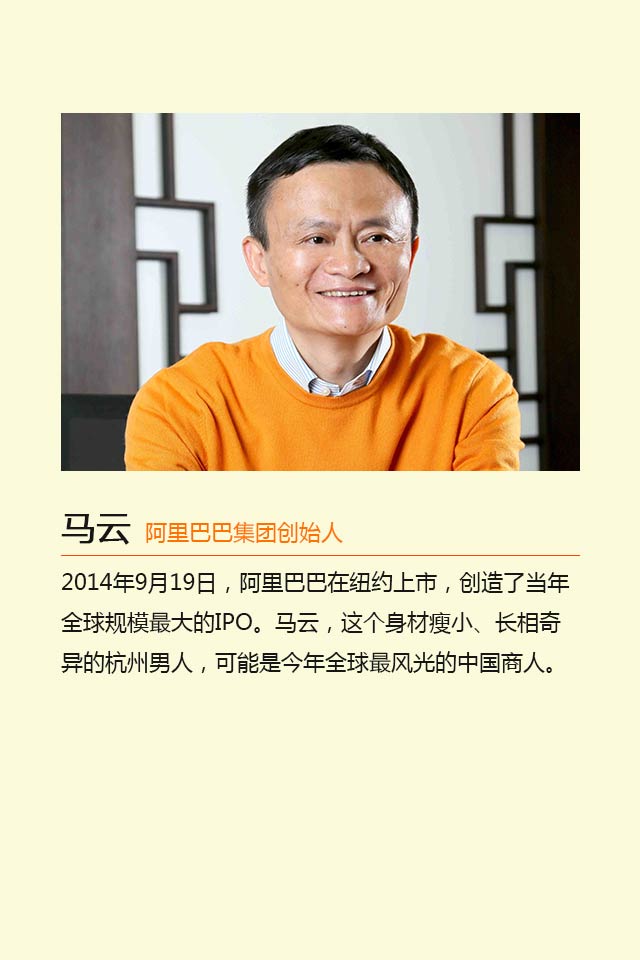 马云 阿里巴巴集团创始人
2014年9月19日，阿里巴巴在纽约上市，创造了当年
全球规模最大的IPO。马云，这个身材瘦小、长相奇
异的杭州男人，可能是今年全球最风光的中国商人。